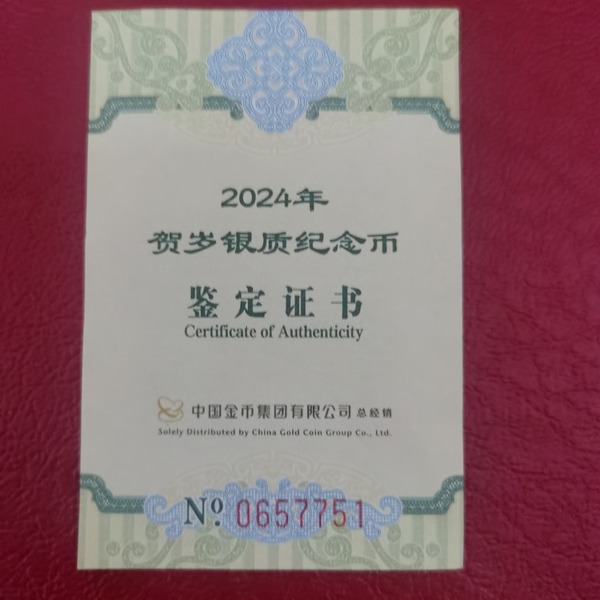 2024年
贺岁银质纪念币
鉴定证书
Certificate of Authenticity
中国金币集团有限公司 总经销
Solely Distributed by China Gold Coin Group Co., Ltd.
Nº. 0657751